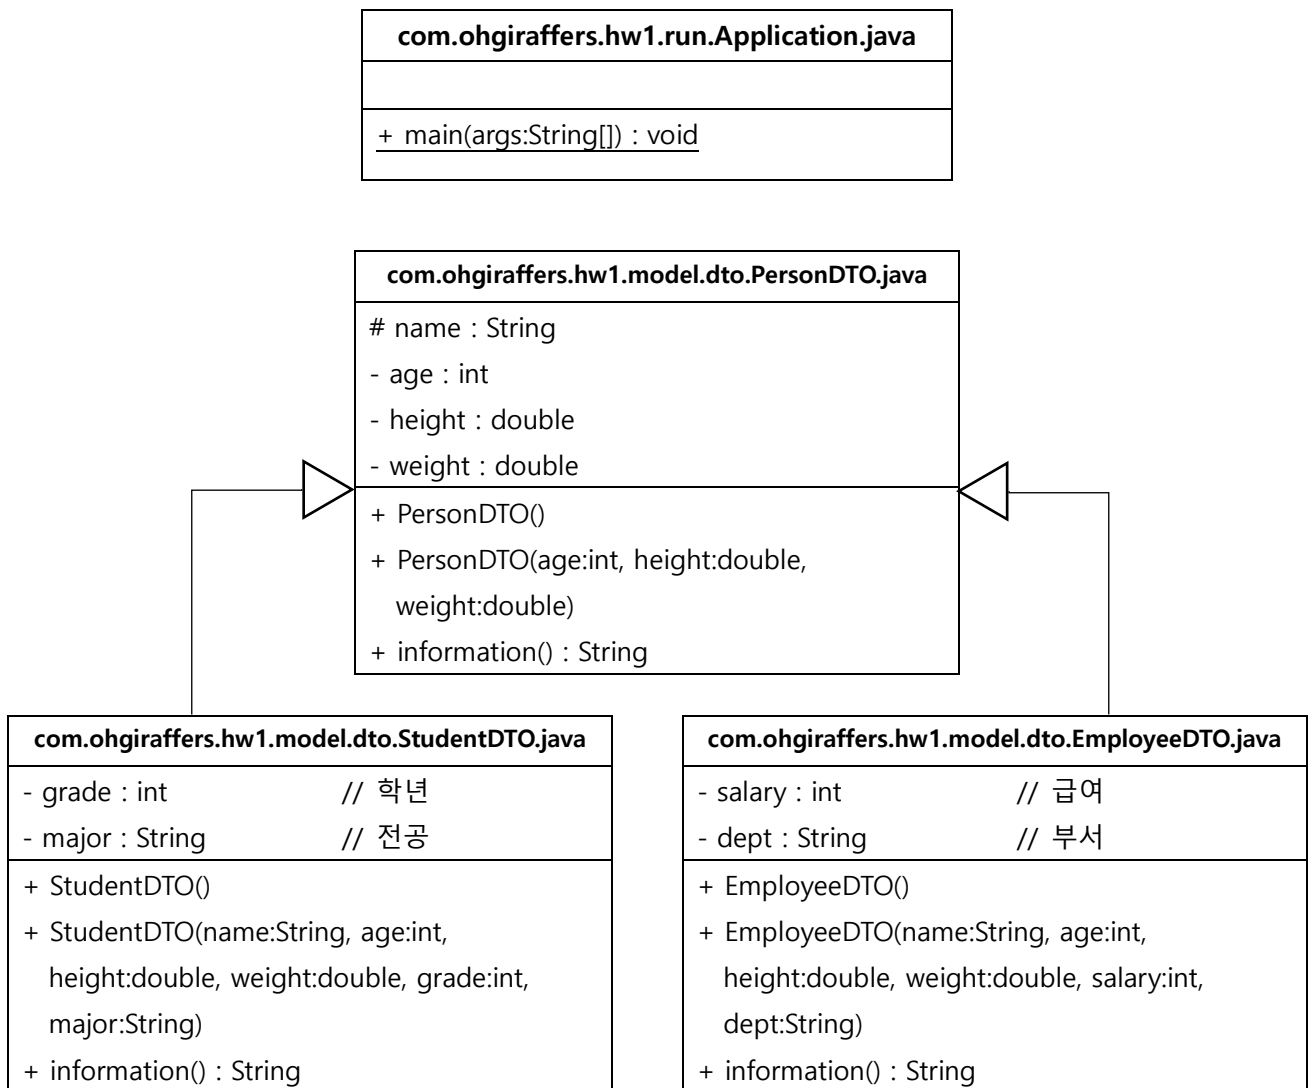 com.ohgiraffers.hw1.run.Application.java
+ main(args:String[]) : void
com.ohgiraffers.hw1.model.dto.PersonDTO.java
# name : String
- age : int
- height : double
- weight : double
+ PersonDTO()
+ PersonDTO(age:int, height:double,
weight:double)
+ information() : String
com.ohgiraffers.hw1.model.dto.StudentDTO.java
- grade : int // 학년
- major : String // 전공
+ StudentDTO()
+ StudentDTO(name:String, age:int,
height:double, weight:double, grade:int,
major:String)
+ information() : String
com.ohgiraffers.hw1.model.dto.EmployeeDTO.java
- salary : int // 급여
- dept : String // 부서
+ EmployeeDTO()
+ EmployeeDTO(name:String, age:int,
height:double, weight:double, salary:int,
dept:String)
+ information() : String